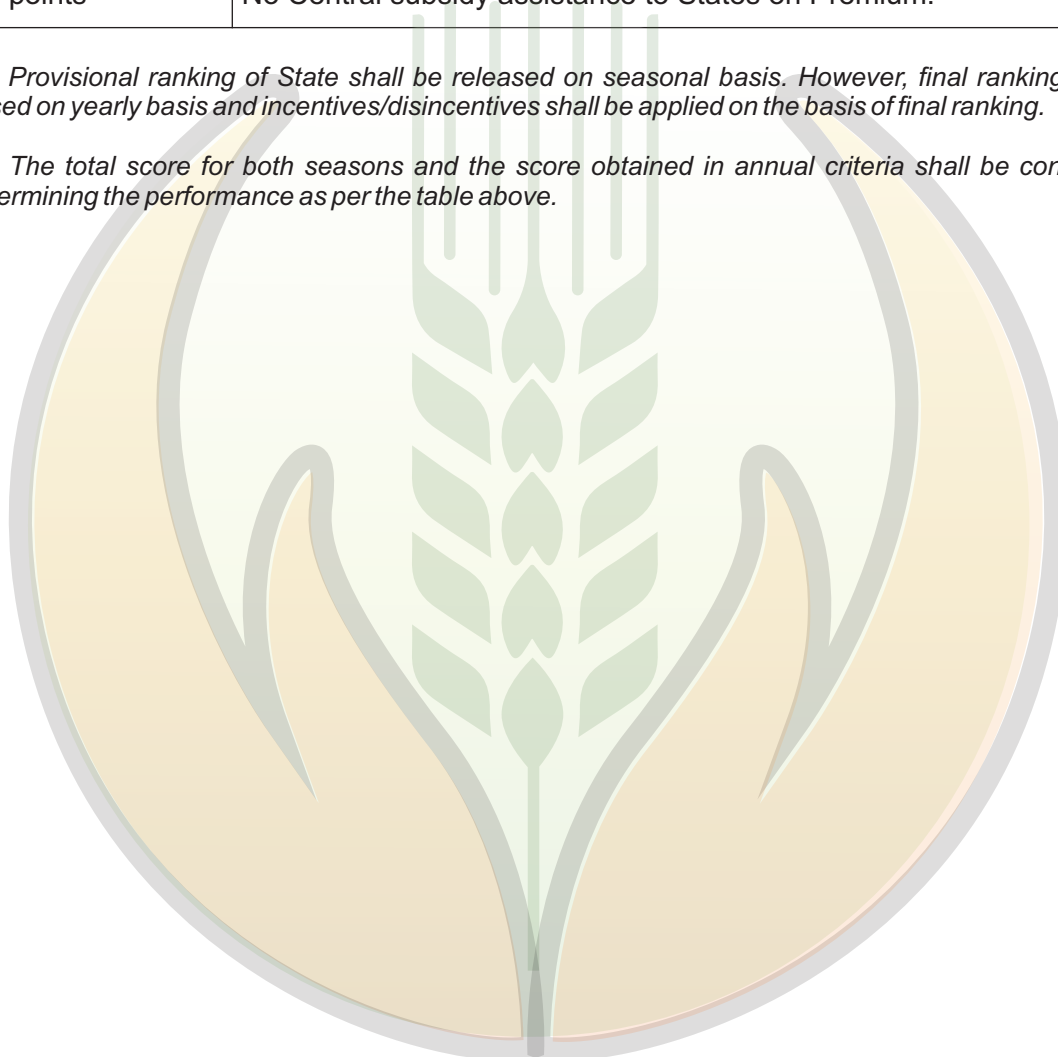 points No Central subsidy assistance to States on Premium.
Provisional ranking of State shall be released on seasonal basis. However, final ranking
sed on yearly basis and incentives/disincentives shall be applied on the basis of final ranking.
The total score for both seasons and the score obtained in annual criteria shall be con
ermining the performance as per the table above.